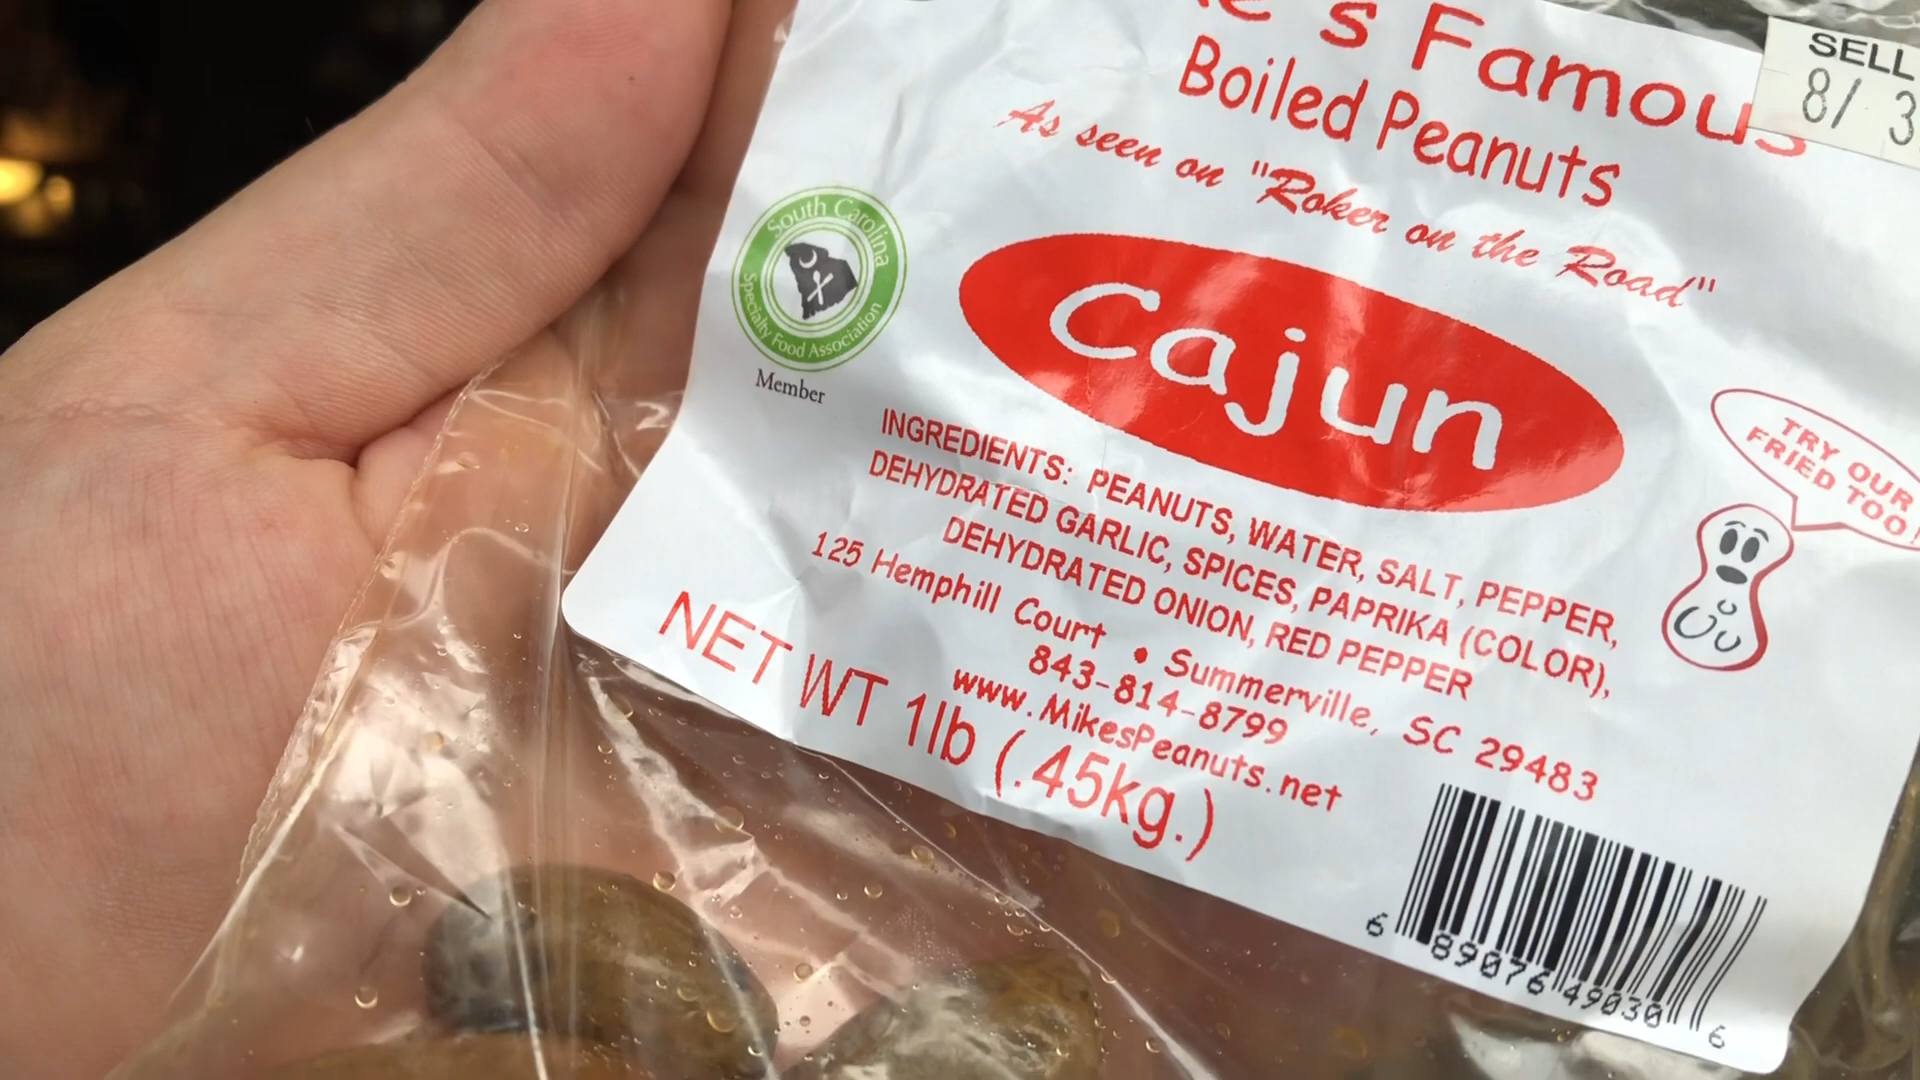 's Famous
Boiled Peanuts
As seen on "Roker on the Road"
SELL
8/ 3
South Carolina
Specialty Food Association
Member
Cajun
TRY OUR
FRIED TOO!
INGREDIENTS: PEANUTS, WATER, SALT, PEPPER,
DEHYDRATED GARLIC, SPICES, PAPRIKA (COLOR),
DEHYDRATED ONION, RED PEPPER
125 Hemphill Court • Summerville, SC 29483
843-814-8799
www.MikesPeanuts.net
NET WT 1lb (.45kg.)
6 89076 49030 6